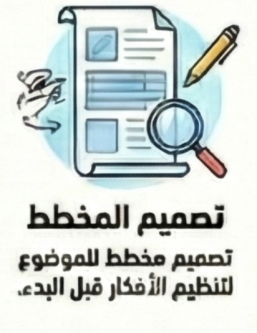 تصميم المخطط
تصميم مخطط للموضوع
لتنظيم الأفكار قبل البدء.